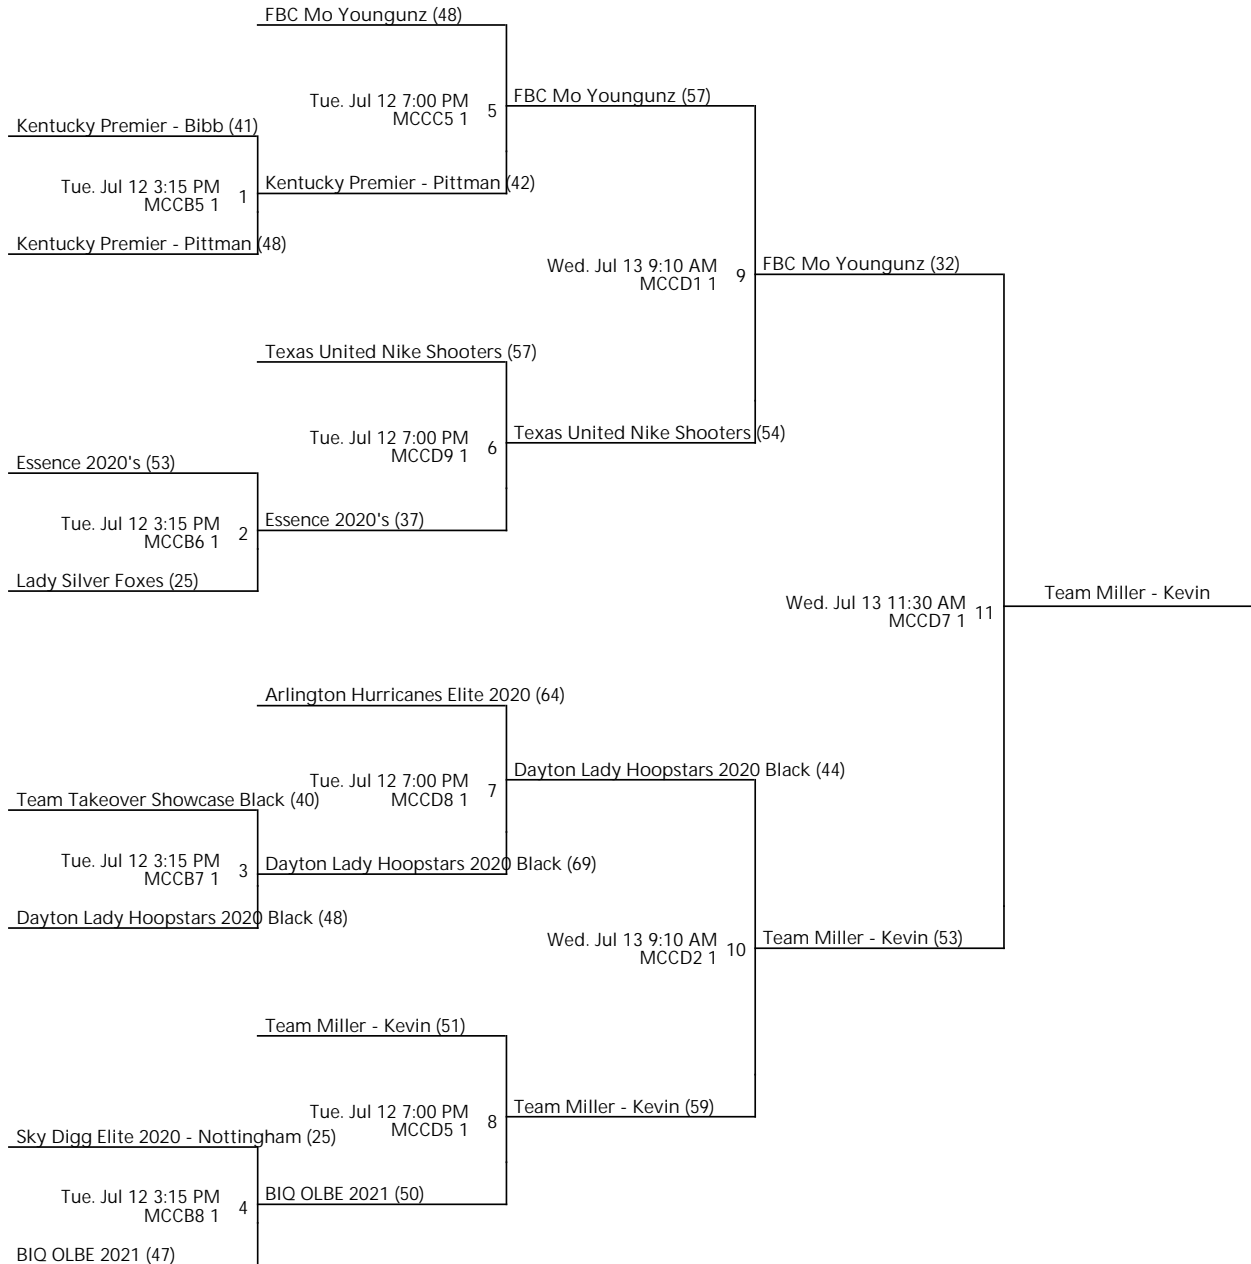 FBC Mo Youngunz (48)
Tue. Jul 12 7:00 PM
MCCC5 1
5
FBC Mo Youngunz (57)
Kentucky Premier - Bibb (41)
Tue. Jul 12 3:15 PM
MCCB5 1
1
Kentucky Premier - Pittman (42)
Kentucky Premier - Pittman (48)
Wed. Jul 13 9:10 AM
MCCD1 1
9
FBC Mo Youngunz (32)
Texas United Nike Shooters (57)
Tue. Jul 12 7:00 PM
MCCD9 1
6
Texas United Nike Shooters (54)
Essence 2020's (53)
Tue. Jul 12 3:15 PM
MCCB6 1
2
Essence 2020's (37)
Lady Silver Foxes (25)
Wed. Jul 13 11:30 AM
MCCD7 1
11
Team Miller - Kevin
Arlington Hurricanes Elite 2020 (64)
Tue. Jul 12 7:00 PM
MCCD8 1
7
Dayton Lady Hoopstars 2020 Black (44)
Team Takeover Showcase Black (40)
Tue. Jul 12 3:15 PM
MCCB7 1
3
Dayton Lady Hoopstars 2020 Black (69)
Dayton Lady Hoopstars 2020 Black (48)
Wed. Jul 13 9:10 AM
MCCD2 1
10
Team Miller - Kevin (53)
Team Miller - Kevin (51)
Tue. Jul 12 7:00 PM
MCCD5 1
8
Team Miller - Kevin (59)
Sky Digg Elite 2020 - Nottingham (25)
Tue. Jul 12 3:15 PM
MCCB8 1
4
BIQ OLBE 2021 (50)
BIQ OLBE 2021 (47)